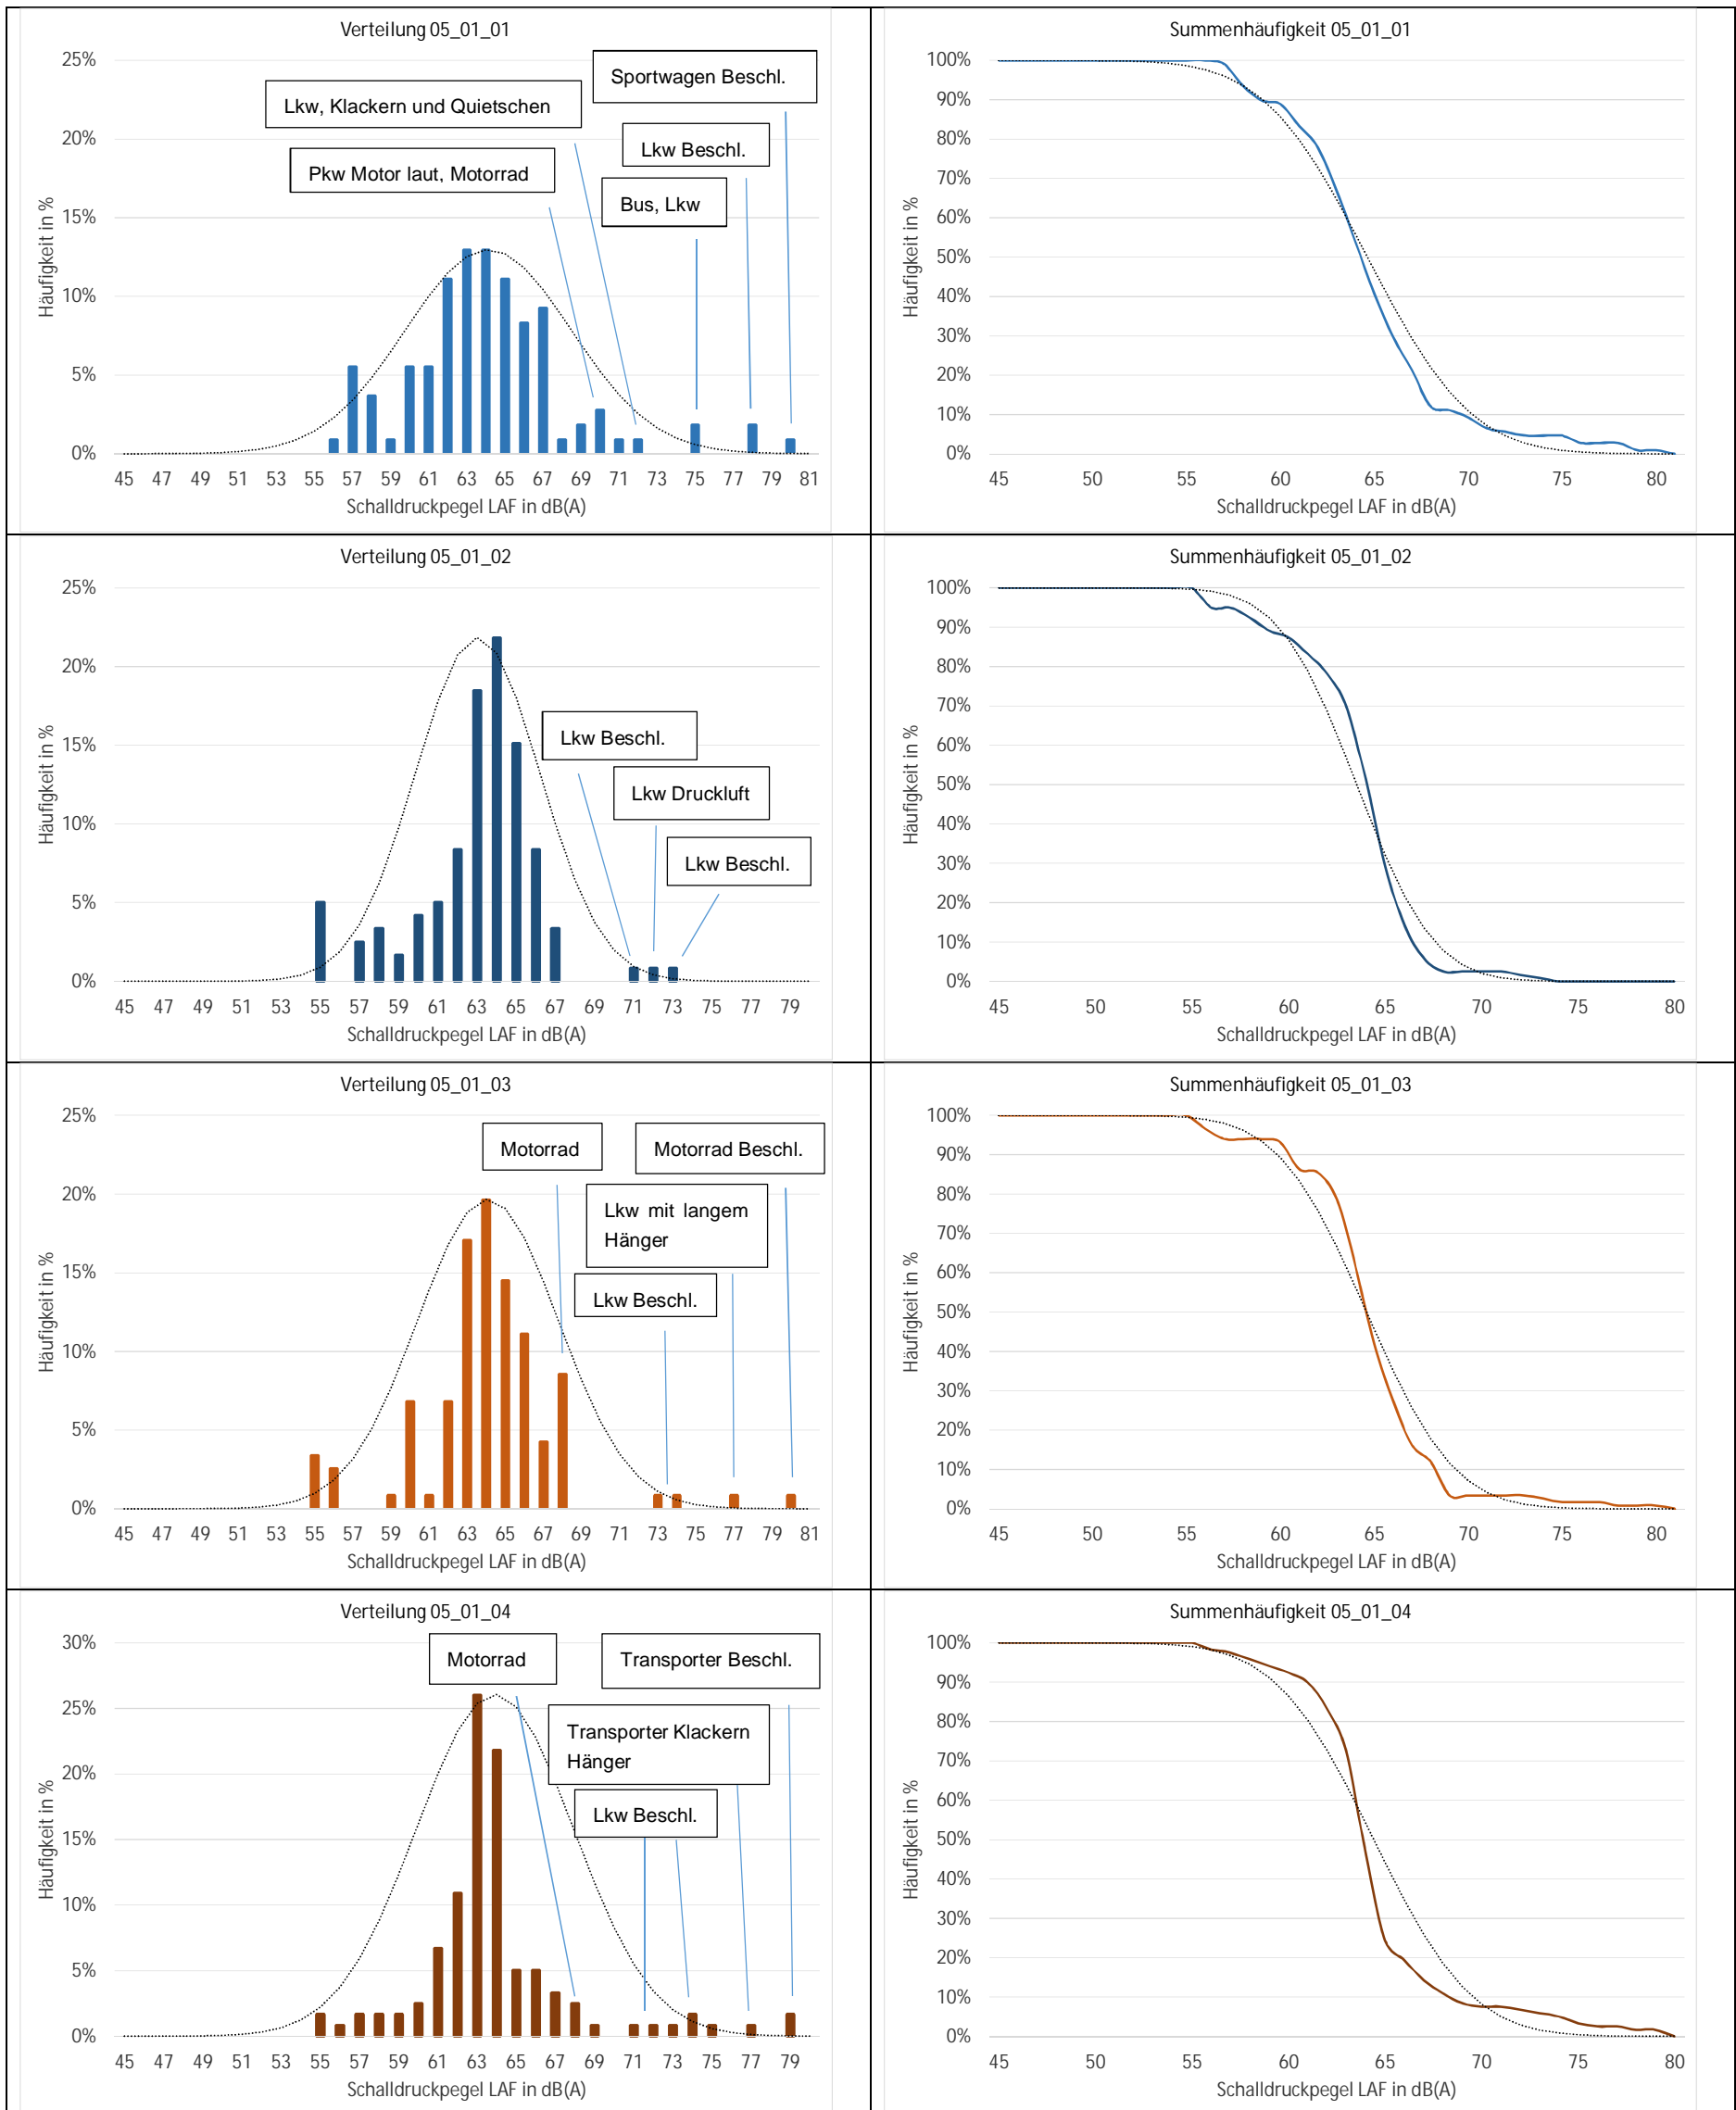 Verteilung 05_01_01
25%
20%
15%
10%
5%
0%
Häufigkeit in %
Sportwagen Beschl.
Lkw, Klackern und Quietschen
Lkw Beschl.
Pkw Motor laut, Motorrad
Bus, Lkw
45 47 49 51 53 55 57 59 61 63 65 67 69 71 73 75 77 79 81
Schalldruckpegel LAF in dB(A)
Summenhäufigkeit 05_01_01
100%
90%
80%
70%
60%
50%
40%
30%
20%
10%
0%
Häufigkeit in %
45 50 55 60 65 70 75 80
Schalldruckpegel LAF in dB(A)
Verteilung 05_01_02
25%
20%
15%
10%
5%
0%
Häufigkeit in %
Lkw Beschl.
Lkw Druckluft
Lkw Beschl.
45 47 49 51 53 55 57 59 61 63 65 67 69 71 73 75 77 79
Schalldruckpegel LAF in dB(A)
Summenhäufigkeit 05_01_02
100%
90%
80%
70%
60%
50%
40%
30%
20%
10%
0%
Häufigkeit in %
45 50 55 60 65 70 75 80
Schalldruckpegel LAF in dB(A)
Verteilung 05_01_03
25%
20%
15%
10%
5%
0%
Häufigkeit in %
Motorrad
Motorrad Beschl.
Lkw mit langem
Hänger
Lkw Beschl.
45 47 49 51 53 55 57 59 61 63 65 67 69 71 73 75 77 79 81
Schalldruckpegel LAF in dB(A)
Summenhäufigkeit 05_01_03
100%
90%
80%
70%
60%
50%
40%
30%
20%
10%
0%
Häufigkeit in %
45 50 55 60 65 70 75 80
Schalldruckpegel LAF in dB(A)
Verteilung 05_01_04
30%
25%
20%
15%
10%
5%
0%
Häufigkeit in %
Motorrad
Transporter Beschl.
Transporter Klackern
Hänger
Lkw Beschl.
45 47 49 51 53 55 57 59 61 63 65 67 69 71 73 75 77 79
Schalldruckpegel LAF in dB(A)
Summenhäufigkeit 05_01_04
100%
90%
80%
70%
60%
50%
40%
30%
20%
10%
0%
Häufigkeit in %
45 50 55 60 65 70 75 80
Schalldruckpegel LAF in dB(A)